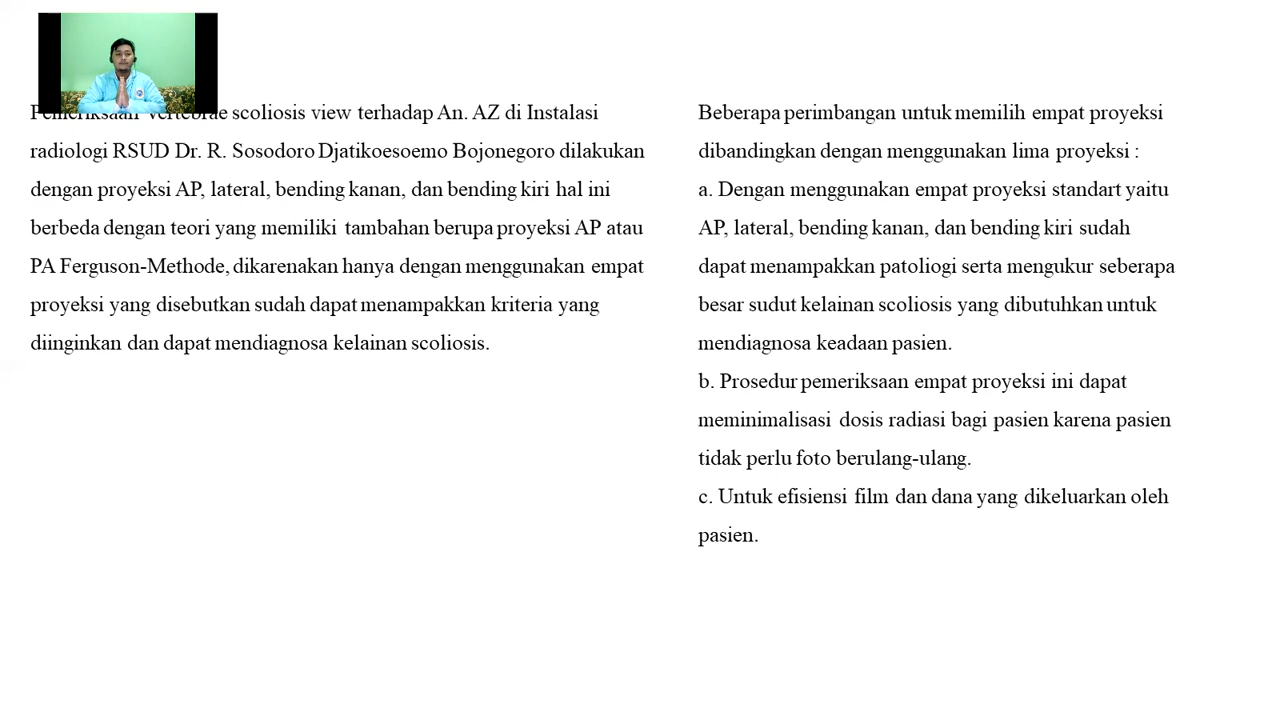 Pemeriksaan vertebrae scoliosis view terhadap An. AZ di Instalasi
radiologi RSUD Dr. R. Sosodoro Djatikoesoemo Bojonegoro dilakukan
dengan proyeksi AP, lateral, bending kanan, dan bending kiri hal ini
berbeda dengan teori yang memiliki tambahan berupa proyeksi AP atau
PA Ferguson-Methode, dikarenakan hanya dengan menggunakan empat
proyeksi yang disebutkan sudah dapat menampakkan kriteria yang
diinginkan dan dapat mendiagnosa kelainan scoliosis.
Beberapa perimbangan untuk memilih empat proyeksi
dibandingkan dengan menggunakan lima proyeksi :
a. Dengan menggunakan empat proyeksi standart yaitu
AP, lateral, bending kanan, dan bending kiri sudah
dapat menampakkan patoliogi serta mengukur seberapa
besar sudut kelainan scoliosis yang dibutuhkan untuk
mendiagnosa keadaan pasien.
b. Prosedur pemeriksaan empat proyeksi ini dapat
meminimalisasi dosis radiasi bagi pasien karena pasien
tidak perlu foto berulang-ulang.
c. Untuk efisiensi film dan dana yang dikeluarkan oleh
pasien.